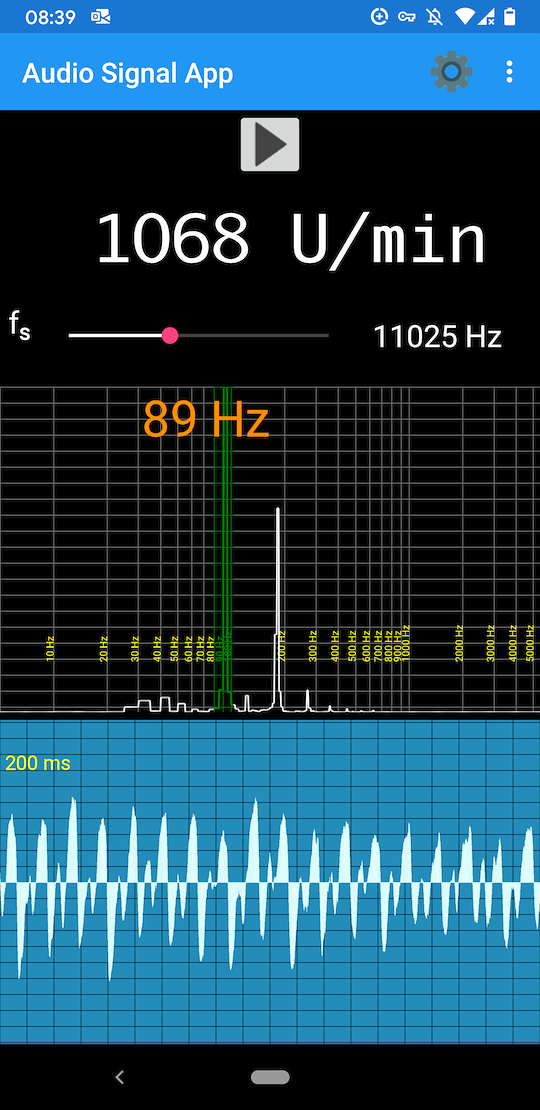 08:39
Audio Signal App
1068 U/min
fs
11025 Hz
89 Hz
10 Hz
20 Hz
30 Hz
40 Hz
50 Hz
60 Hz
70 Hz
80 Hz
90 Hz
200 Hz
300 Hz
400 Hz
500 Hz
600 Hz
700 Hz
800 Hz
900 Hz
1000 Hz
2000 Hz
3000 Hz
4000 Hz
5000 Hz
200 ms